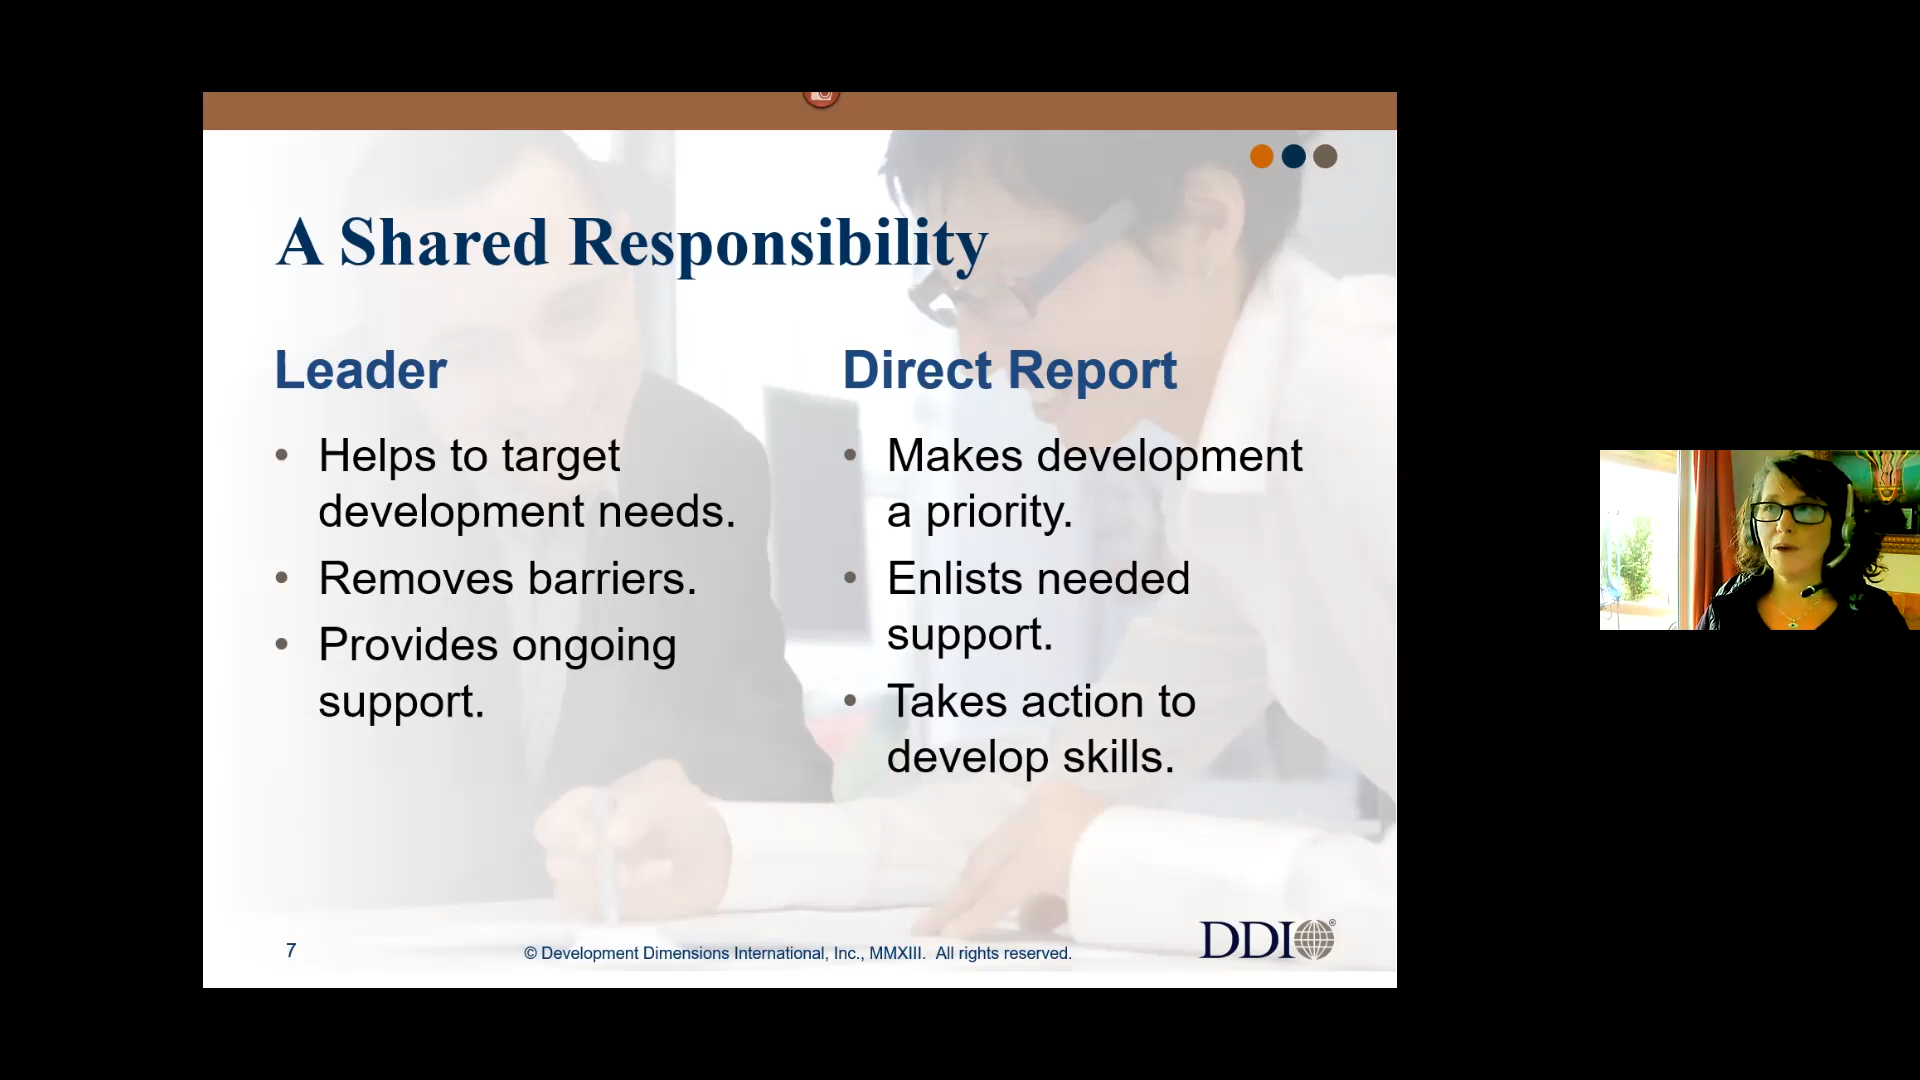 A Shared Responsibility
Leader
• Helps to target
development needs.
• Removes barriers.
• Provides ongoing
support.
Direct Report
• Makes development
a priority.
• Enlists needed
support.
• Takes action to
develop skills.
7
© Development Dimensions International, Inc., MMXIII. All rights reserved.
DDI®